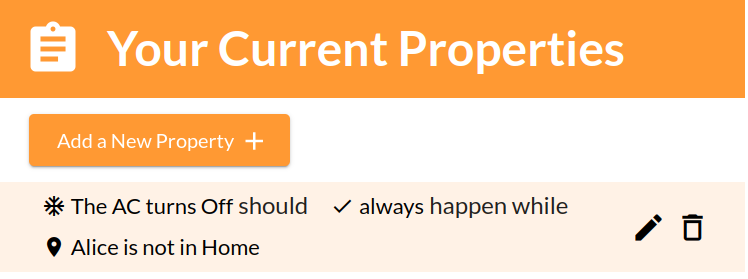 Your Current Properties
Add a New Property
The AC turns Off should always happen while
Alice is not in Home